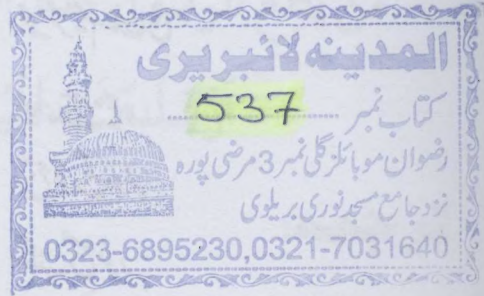 المدینہ لائبریری
کتاب نمبر 537
رضوان موبائلز گلی نمبر 3 مرضی پورہ
نزد جامع مسجد نوری بریلوی
0323-6895230,0321-7031640